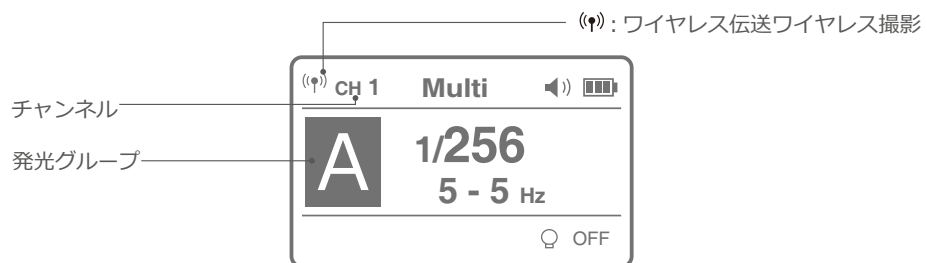 : ワイヤレス伝送ワイヤレス撮影
CH 1 Multi
チャンネル
発光グループ
A
1/256
5 - 5 Hz
OFF